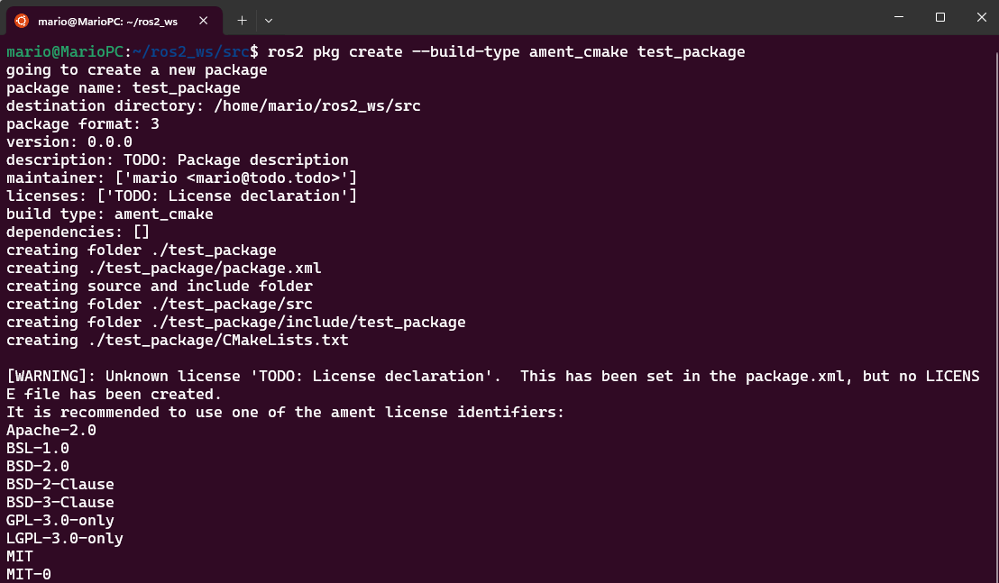 mario@MarioPC: ~/ros2_ws
mario@MarioPC:~/ros2_ws/src$ ros2 pkg create --build-type ament_cmake test_package
going to create a new package
package name: test_package
destination directory: /home/mario/ros2_ws/src
package format: 3
version: 0.0.0
description: TODO: Package description
maintainer: ['mario <mario@todo.todo>']
licenses: ['TODO: License declaration']
build type: ament_cmake
dependencies: []
creating folder ./test_package
creating ./test_package/package.xml
creating source and include folder
creating folder ./test_package/src
creating folder ./test_package/include/test_package
creating ./test_package/CMakeLists.txt
[WARNING]: Unknown license 'TODO: License declaration'.  This has been set in the package.xml, but no LICENS
E file has been created.
It is recommended to use one of the ament license identifiers:
Apache-2.0
BSL-1.0
BSD-2.0
BSD-2-Clause
BSD-3-Clause
GPL-3.0-only
LGPL-3.0-only
MIT
MIT-0